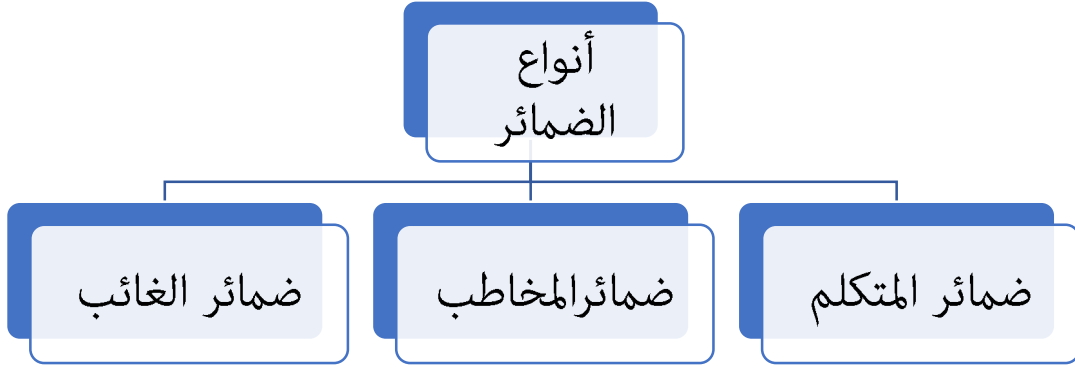 أنواع
الضمائر
ضمائر المتكلم
ضمائرالمخاطب
ضمائر الغائب